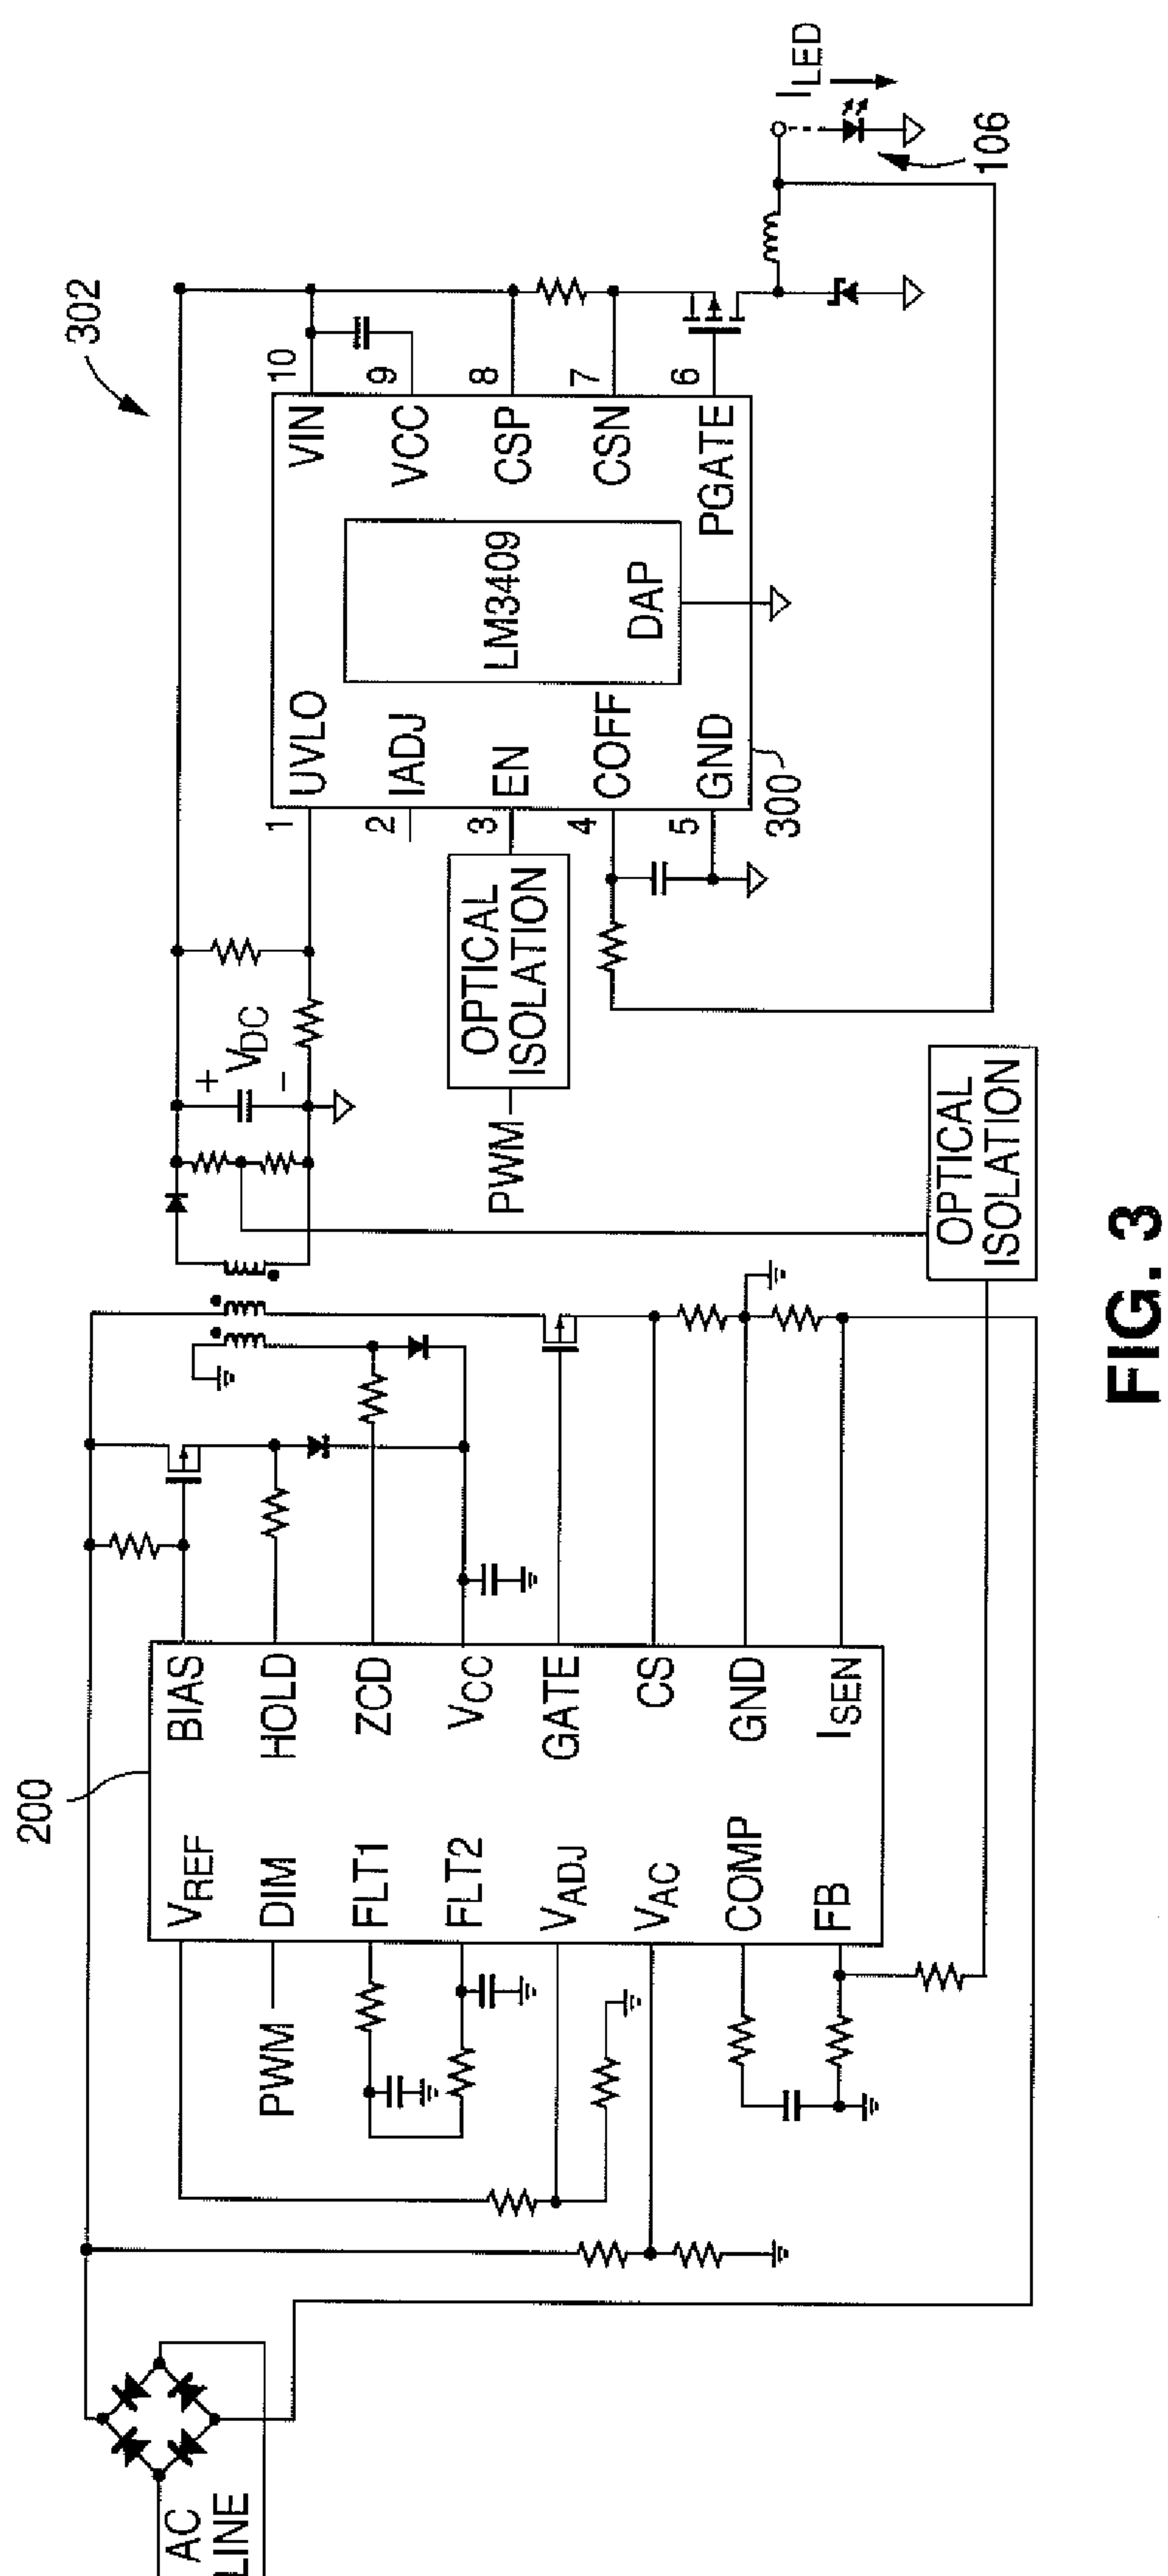 AC
LINE
200
VREF
DIM
FLT1
FLT2
VADJ
VAC
COMP
FB
BIAS
HOLD
ZCD
VCC
GATE
CS
GND
ISEN
PWM
302
+
VDC
−
PWM
OPTICAL
ISOLATION
OPTICAL
ISOLATION
1
2
3
4
5
UVLO
IADJ
EN
COFF
GND
LM3409
DAP
VIN
VCC
CSP
CSN
PGATE
10
9
8
7
6
300
ILED
106
FIG. 3